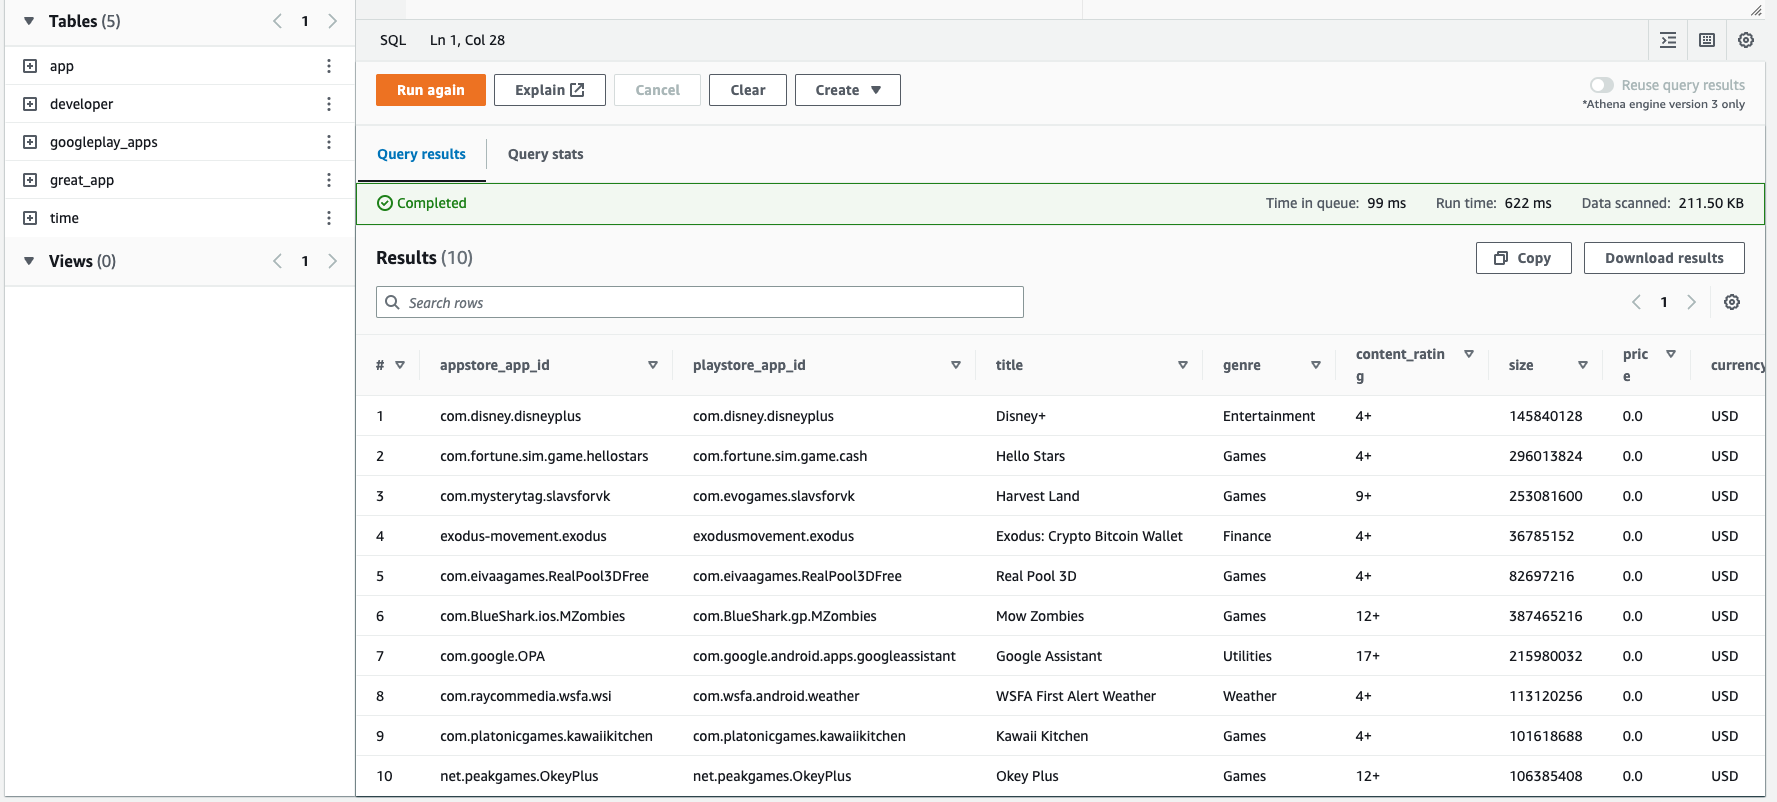 Tables (5) 1
app
developer
googleplay_apps
great_app
time
Views (0) 1
SQL Ln 1, Col 28
Run again Explain Cancel Clear Create
Reuse query results
*Athena engine version 3 only
Query results Query stats
Completed Time in queue: 99 ms Run time: 622 ms Data scanned: 211.50 KB
Results (10) Copy Download results
Search rows 1
# appstore_app_id playstore_app_id title genre content_ratin
g size pric
e currency
1 com.disney.disneyplus com.disney.disneyplus Disney+ Entertainment 4+ 145840128 0.0 USD
2 com.fortune.sim.game.hellostars com.fortune.sim.game.cash Hello Stars Games 4+ 296013824 0.0 USD
3 com.mysterytag.slavsforvk com.evogames.slavsforvk Harvest Land Games 9+ 253081600 0.0 USD
4 exodus-movement.exodus exodusmovement.exodus Exodus: Crypto Bitcoin Wallet Finance 4+ 36785152 0.0 USD
5 com.eivaagames.RealPool3DFree com.eivaagames.RealPool3DFree Real Pool 3D Games 4+ 82697216 0.0 USD
6 com.BlueShark.ios.MZombies com.BlueShark.gp.MZombies Mow Zombies Games 12+ 387465216 0.0 USD
7 com.google.OPA com.google.android.apps.googleassistant Google Assistant Utilities 17+ 215980032 0.0 USD
8 com.raycommedia.wsfa.wsi com.wsfa.android.weather WSFA First Alert Weather Weather 4+ 113120256 0.0 USD
9 com.platonicgames.kawaiikitchen com.platonicgames.kawaiikitchen Kawaii Kitchen Games 4+ 101618688 0.0 USD
10 net.peakgames.OkeyPlus net.peakgames.OkeyPlus Okey Plus Games 12+ 106385408 0.0 USD